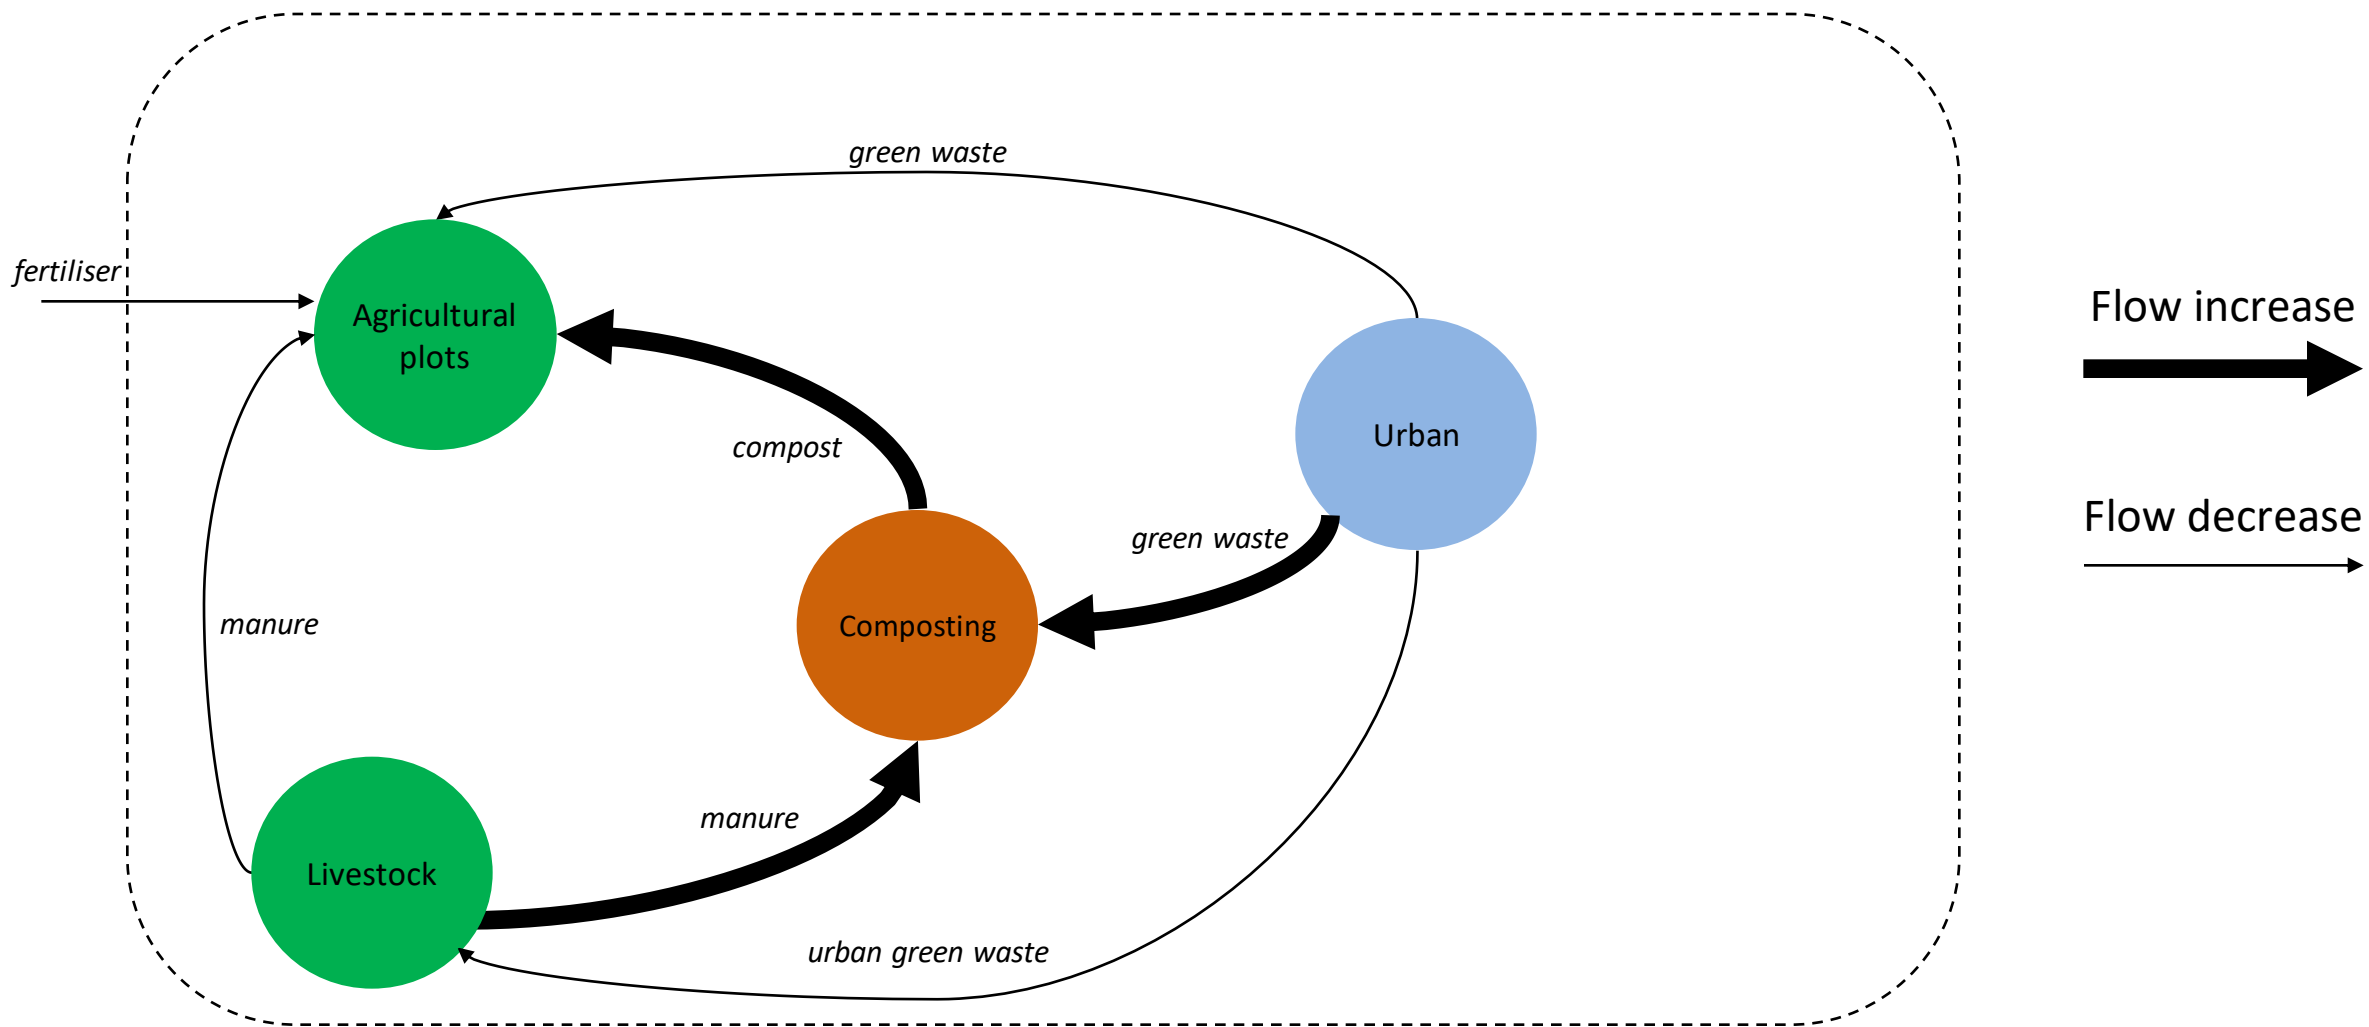 green waste
fertiliser
Agricultural
plots
Flow increase
Urban
compost
Flow decrease
green waste
manure
Composting
manure
Livestock
urban green waste